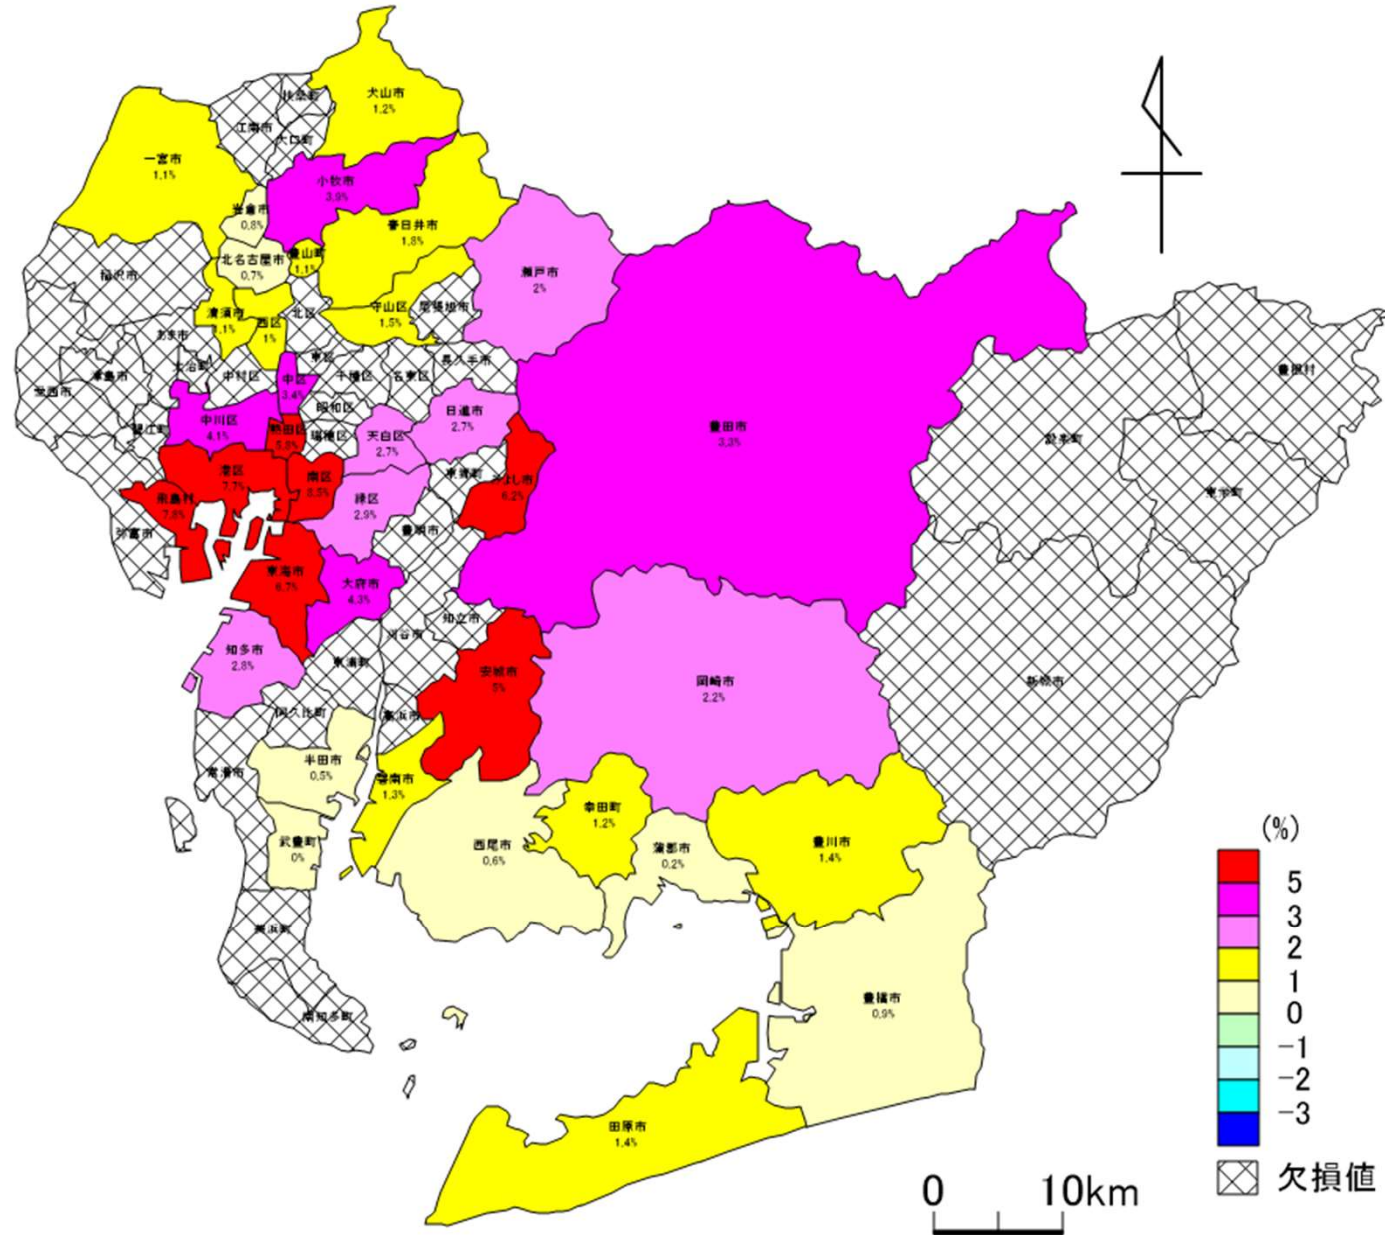 犬山市
1.2%
扶桑町
江南市
大口町
一宮市
1.1%
小牧市
3.9%
岩倉市
0.8%
春日井市
1.8%
豊山町
1.1%
北名古屋市
0.7%
瀬戸市
2%
稲沢市
清須市
1.1%
西区
1%
北区
守山区
1.5%
尾張旭市
あま市
大治町
中村区
東区
千種区
名東区
長久手市
津島市
愛西市
中区
3.4%
昭和区
日進市
2.7%
蟹江町
中川区
4.1%
熱田区
5.8%
瑞穂区
天白区
2.7%
豊田市
3.3%
豊根村
設楽町
東栄町
港区
7.7%
南区
8.5%
東郷町
みよし市
6.2%
飛島村
7.8%
緑区
2.9%
弥富市
豊明市
東海市
6.7%
大府市
4.3%
知立市
刈谷市
知多市
2.8%
東浦町
安城市
5%
岡崎市
2.2%
新城市
阿久比町
高浜市
半田市
0.5%
常滑市
碧南市
1.3%
幸田町
1.2%
武豊町
0%
西尾市
0.6%
蒲郡市
0.2%
豊川市
1.4%
美浜町
南知多町
豊橋市
0.9%
田原市
1.4%
(%)
5
3
2
1
0
-1
-2
-3
欠損値
0 10km